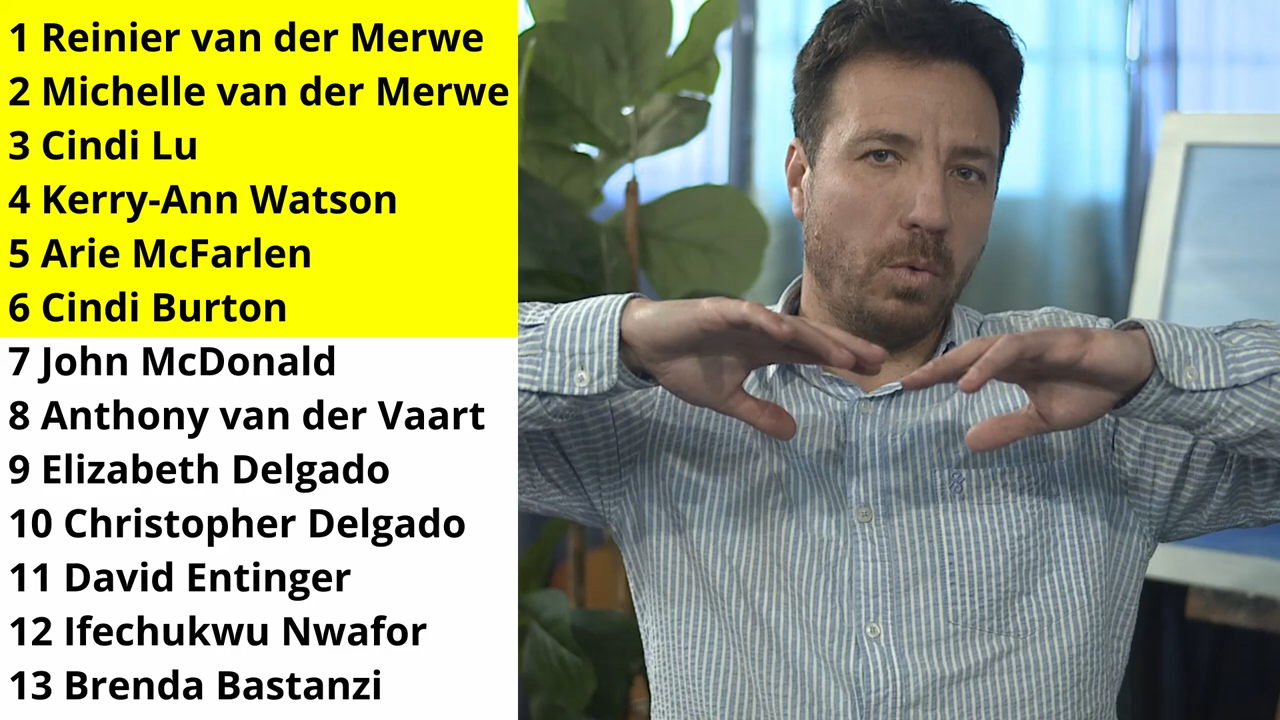 1 Reinier van der Merwe
2 Michelle van der Merwe
3 Cindi Lu
4 Kerry-Ann Watson
5 Arie McFarlen
6 Cindi Burton
7 John McDonald
8 Anthony van der Vaart
9 Elizabeth Delgado
10 Christopher Delgado
11 David Entinger
12 Ifechukwu Nwafor
13 Brenda Bastanzi